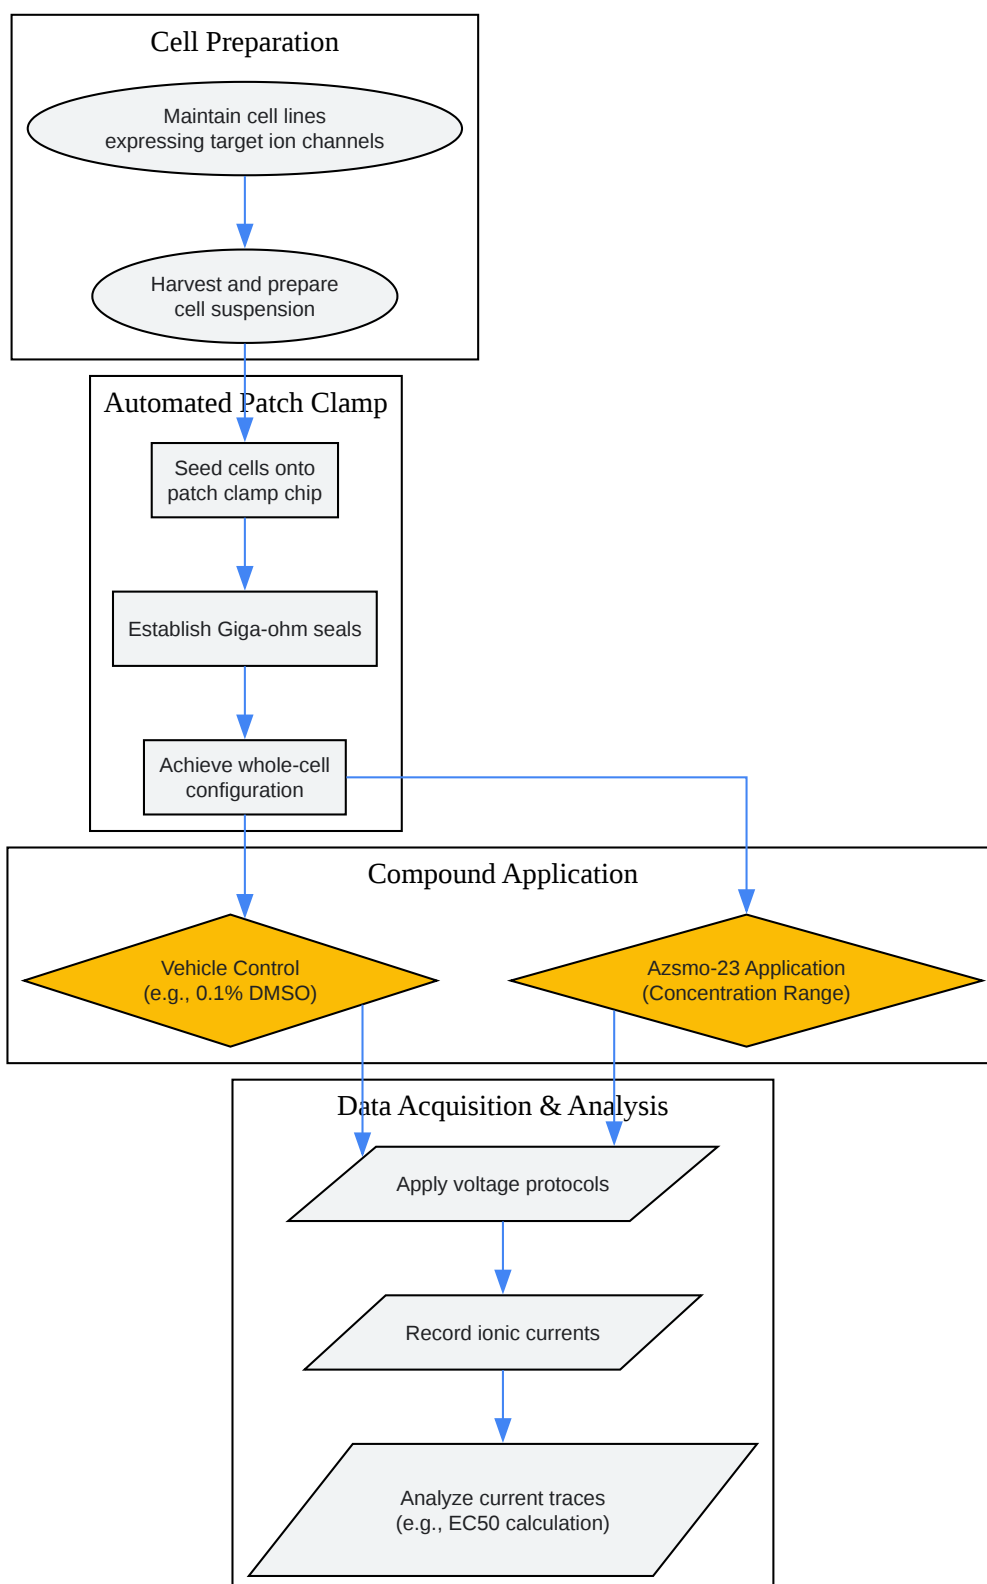 Cell Preparation
Maintain cell lines
expressing target ion channels
Harvest and prepare
cell suspension
Automated Patch Clamp
Seed cells onto
patch clamp chip
Establish Giga-ohm seals
Achieve whole-cell
configuration
Compound Application
Vehicle Control
(e.g., 0.1% DMSO)
Azsmo-23 Application
(Concentration Range)
Data Acquisition & Analysis
Apply voltage protocols
Record ionic currents
Analyze current traces
(e.g., EC50 calculation)